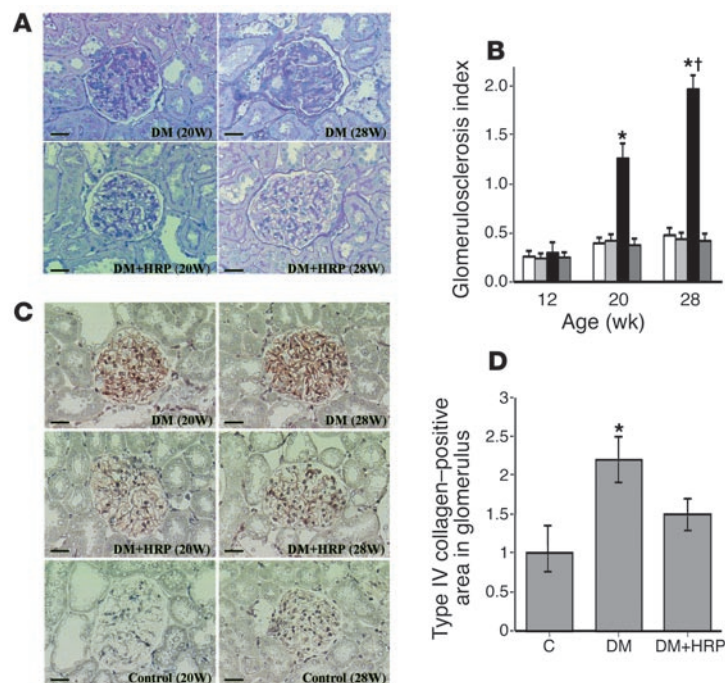 A
DM (20W)
DM (28W)
DM+HRP (20W)
DM+HRP (28W)
B
Glomerulosclerosis index
2.0
1.5
1.0
0.5
0.0
*
*†
12
20
28
Age (wk)
C
DM (20W)
DM (28W)
DM+HRP (20W)
DM+HRP (28W)
Control (20W)
Control (28W)
D
Type IV collagen–positive
area in glomerulus
3
2.5
2
1.5
1
0.5
0
*
C
DM
DM+HRP